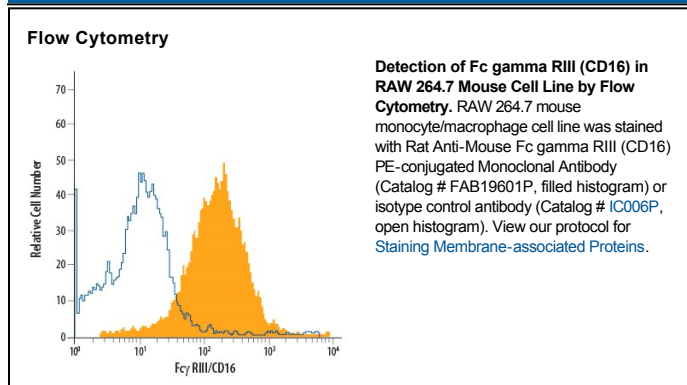 Flow Cytometry
70
60
50
40
30
20
10
0
Relative Cell Number
10⁰
10¹
10²
10³
10⁴
Fcγ RIII/CD16
Detection of Fc gamma RIII (CD16) in
RAW 264.7 Mouse Cell Line by Flow
Cytometry. RAW 264.7 mouse
monocyte/macrophage cell line was stained
with Rat Anti-Mouse Fc gamma RIII (CD16)
PE-conjugated Monoclonal Antibody
(Catalog # FAB19601P, filled histogram) or
isotype control antibody (Catalog # IC006P,
open histogram). View our protocol for
Staining Membrane-associated Proteins.